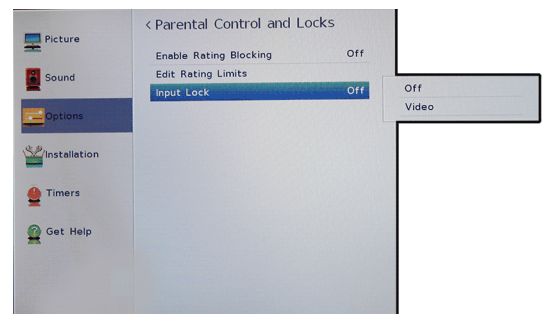 < Parental Control and Locks
Picture
Sound
Options
Installation
Timers
Get Help
Enable Rating Blocking Off
Edit Rating Limits
Input Lock Off
Off
Video